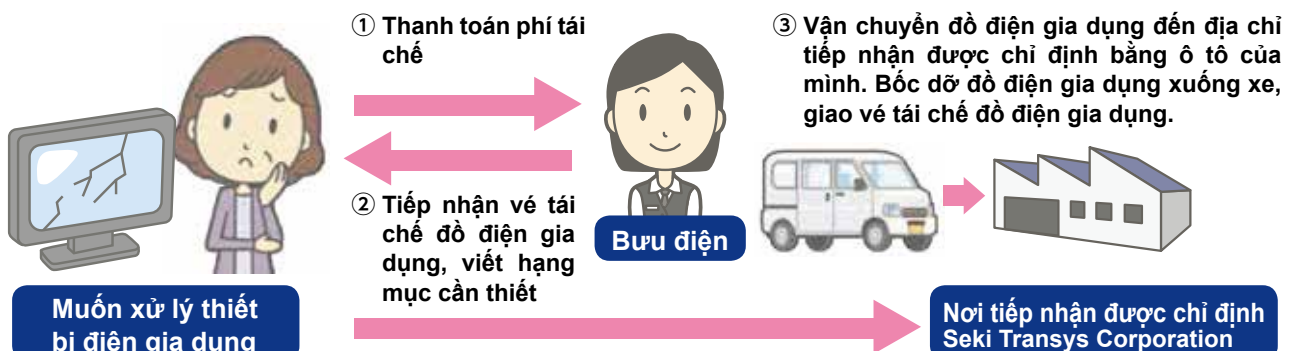 ① Thanh toán phí tái
chế
② Tiếp nhận vé tái
chế đồ điện gia
dụng, viết hạng
mục cần thiết
③ Vận chuyển đồ điện gia dụng đến địa chỉ
tiếp nhận được chỉ định bằng ô tô của
mình. Bốc dỡ đồ điện gia dụng xuống xe,
giao vé tái chế đồ điện gia dụng.
Bưu điện
Muốn xử lý thiết
bị điện gia dụng
Nơi tiếp nhận được chỉ định
Seki Transys Corporation